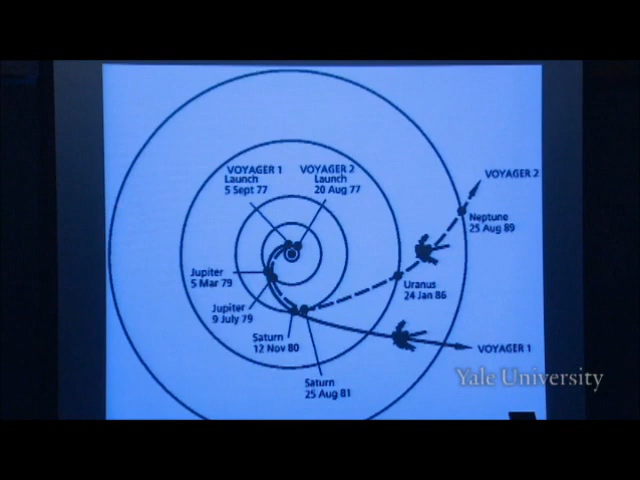 VOYAGER 1
Launch
5 Sept 77
VOYAGER 2
Launch
20 Aug 77
VOYAGER 2
Neptune
25 Aug 89
Jupiter
5 Mar 79
Uranus
24 Jan 86
Jupiter
9 July 79
Saturn
12 Nov 80
VOYAGER 1
Saturn
25 Aug 81
Yale University